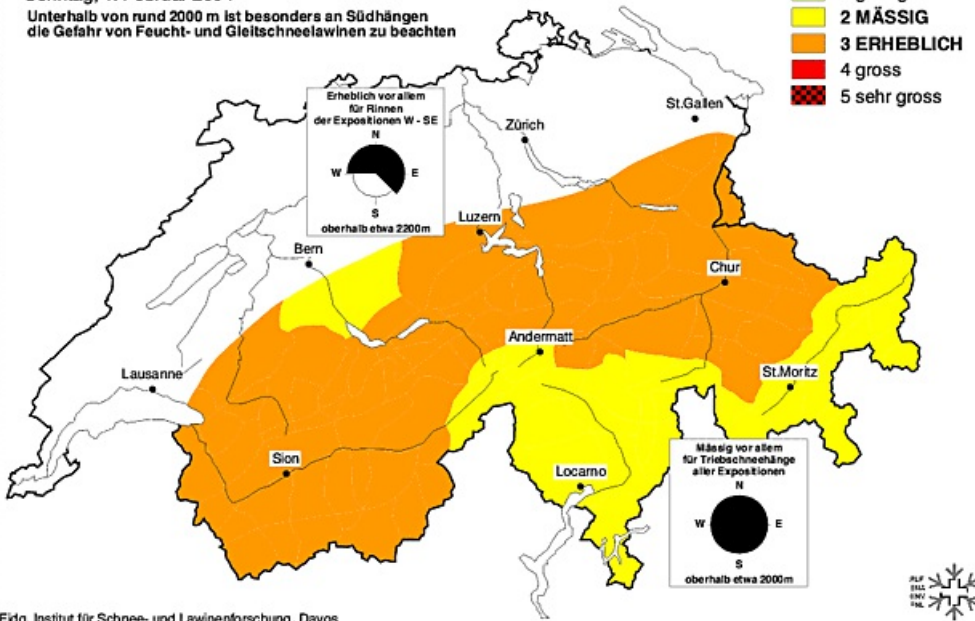 Unterhalb von rund 2000 m ist besonders an Südhängen
die Gefahr von Feucht- und Gleitschneelawinen zu beachten
2 MÄSSIG
3 ERHEBLICH
4 gross
5 sehr gross
St.Gallen
Erheblich vor allem
für Rinnen
der Expositionen W - SE
N
W E
S
oberhalb etwa 2200m
Zürich
Luzern
Bern
Chur
Andermatt
Lausanne
St.Moritz
Sion
Locarno
Mässig vor allem
für Triebschneehänge
aller Expositionen
N
W E
S
oberhalb etwa 2000m
SLF
Eidg. Institut für Schnee- und Lawinenforschung, Davos